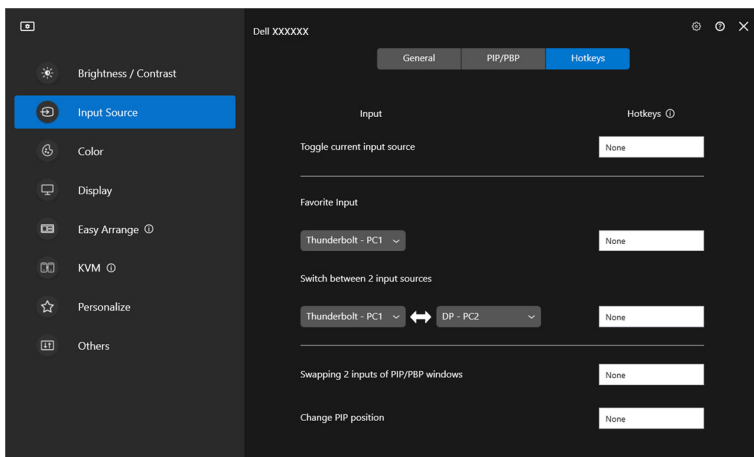 Dell XXXXXX
General PIP/PBP Hotkeys
Brightness / Contrast
Input Source
Color
Display
Easy Arrange
KVM
Personalize
Others
Input Hotkeys
Toggle current input source None
Favorite Input
Thunderbolt - PC1 None
Switch between 2 input sources
Thunderbolt - PC1 DP - PC2 None
Swapping 2 inputs of PIP/PBP windows None
Change PIP position None